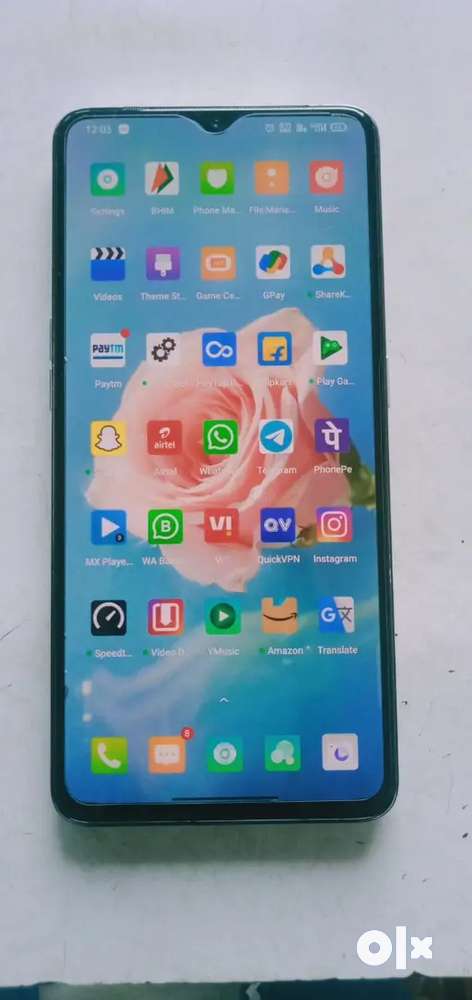 12:03
Settings BHIM Phone Ma... File Mana... Music
Videos Theme St... Game Ce... GPay ShareK...
PAYTM
Paytm Flipkart Play Ga...
airtel
Airtel WhatsApp Telegram PhonePe
MX Playe... WA Bus... Vi QuickVPN Instagram
Speedt... Video D... YMusic Amazon Translate
8
olx